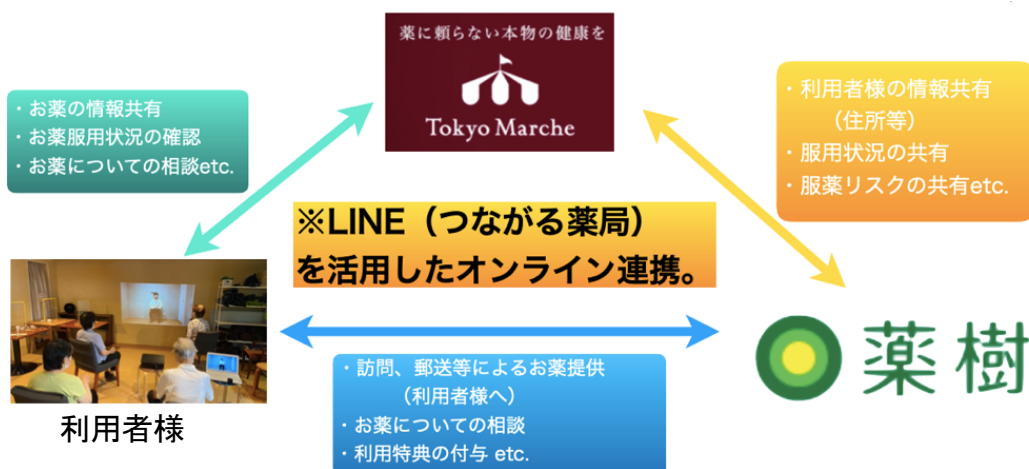 薬に頼らない本物の健康を
Tokyo Marche
・お薬の情報共有
・お薬服用状況の確認
・お薬についての相談etc.
・利用者様の情報共有
（住所等）
・服用状況の共有
・服薬リスクの共有etc.
※LINE（つながる薬局）
を活用したオンライン連携。
利用者様
薬樹
・訪問、郵送等によるお薬提供
（利用者様へ）
・お薬についての相談
・利用特典の付与 etc.